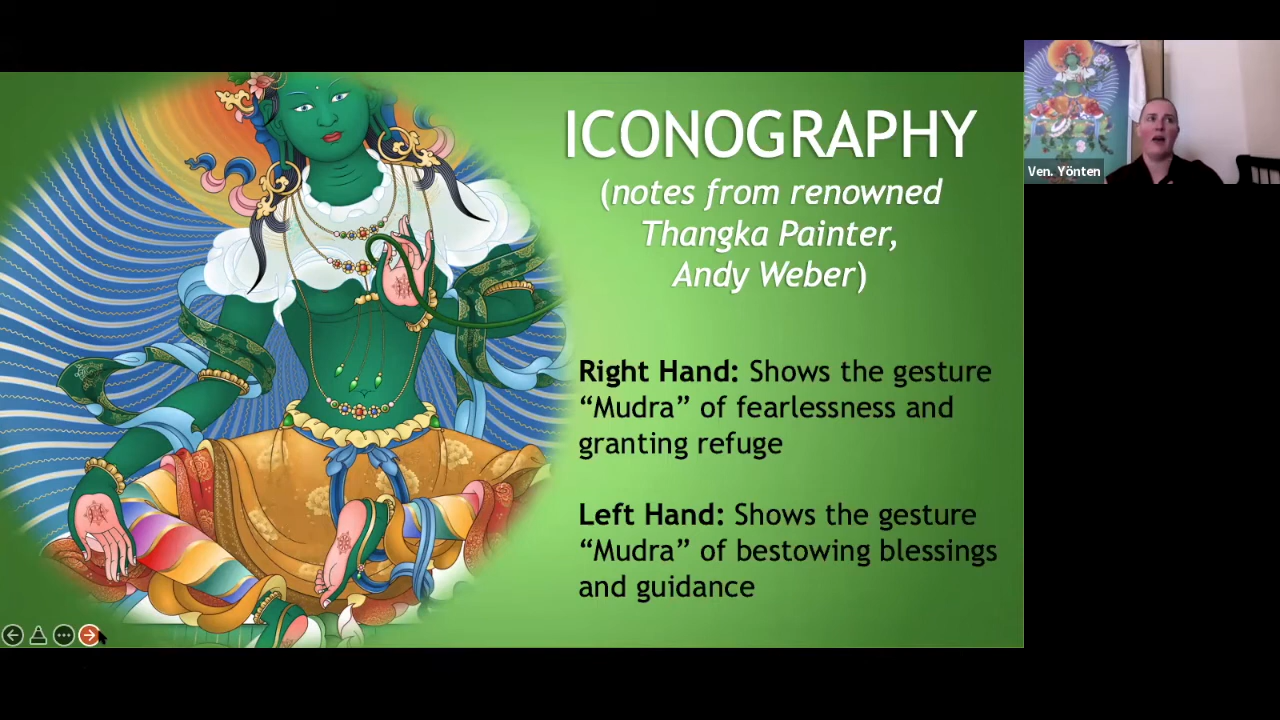 ICONOGRAPHY
(notes from renowned
Thangka Painter,
Andy Weber)
Right Hand: Shows the gesture
“Mudra” of fearlessness and
granting refuge
Left Hand: Shows the gesture
“Mudra” of bestowing blessings
and guidance
Ven. Yönten